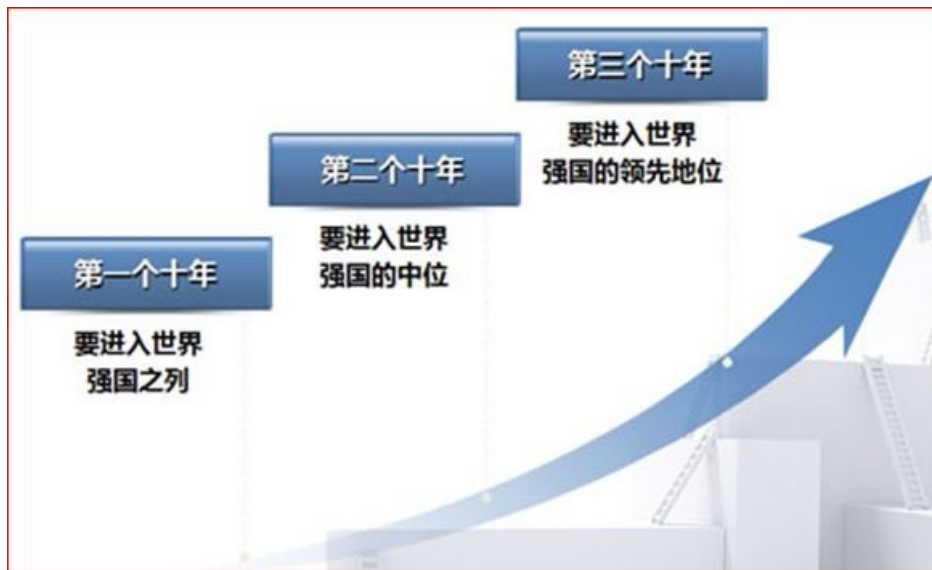 第一个十年
要进入世界
强国之列
第二个十年
要进入世界
强国的中位
第三个十年
要进入世界
强国的领先地位